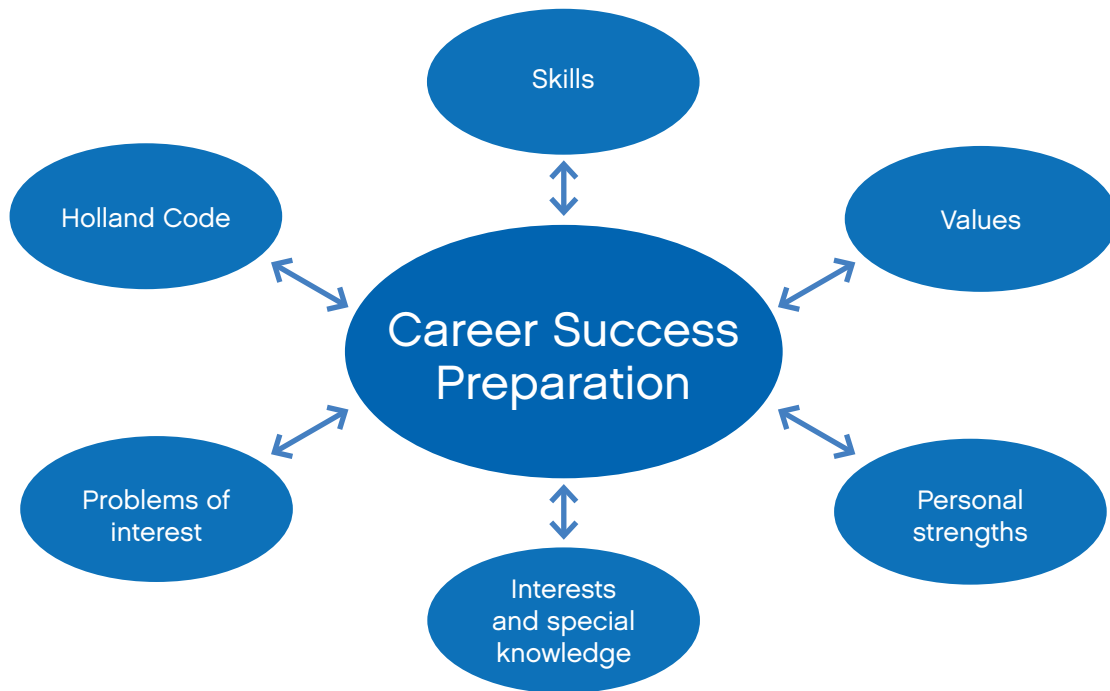 Skills
Holland Code
Values
Career Success
Preparation
Problems of
interest
Personal
strengths
Interests
and special
knowledge